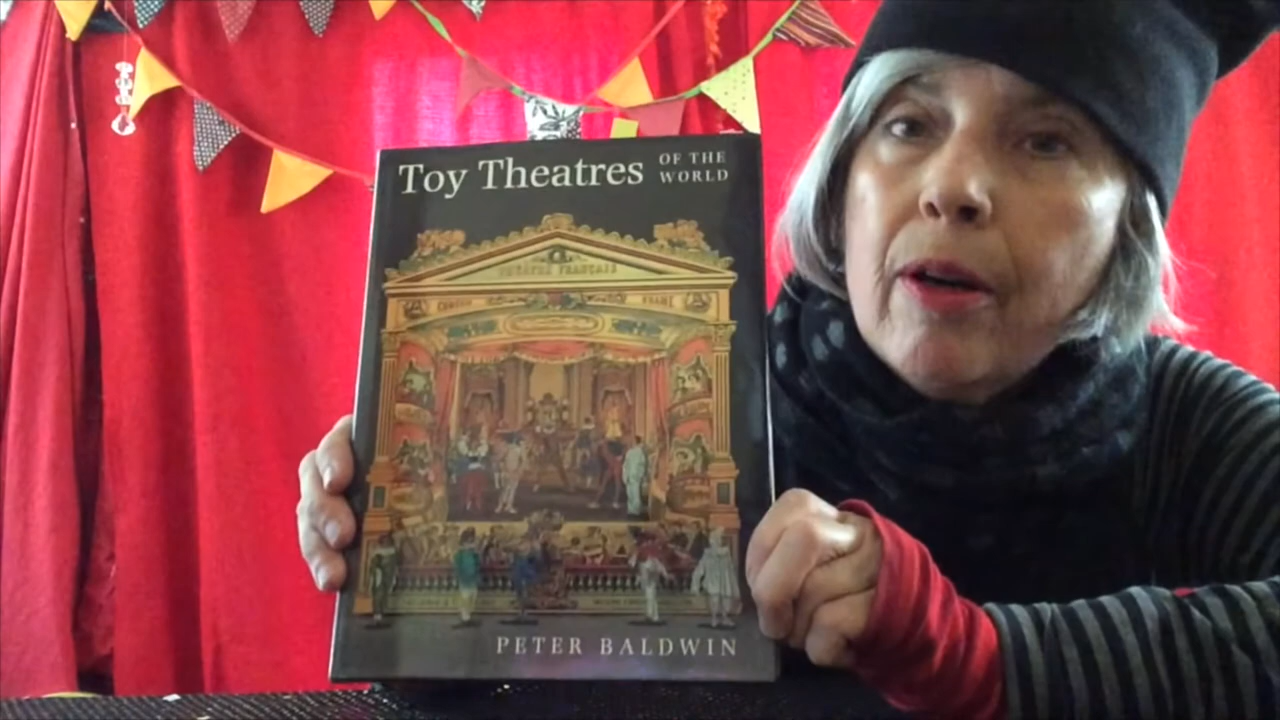 Toy Theatres
OF THE
WORLD
THÉÂTRE FRANÇAIS
PETER BALDWIN